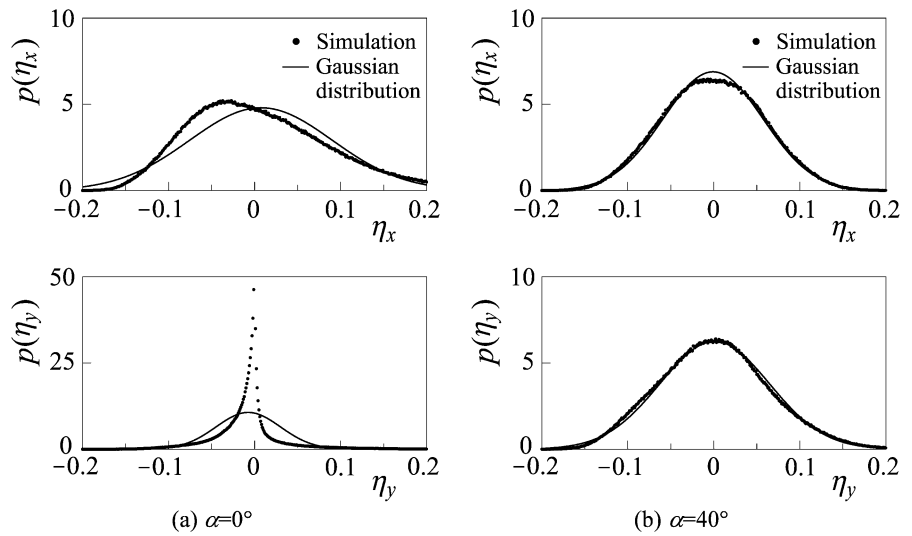 10
p(ηx)
5
0
Simulation
Gaussian
distribution
−0.2 −0.1 0 0.1 0.2
ηx
10
p(ηx)
5
0
Simulation
Gaussian
distribution
−0.2 −0.1 0 0.1 0.2
ηx
50
p(ηy)
25
0
−0.2 −0.1 0 0.1 0.2
ηy
(a) α=0°
10
p(ηy)
5
0
−0.2 −0.1 0 0.1 0.2
ηy
(b) α=40°